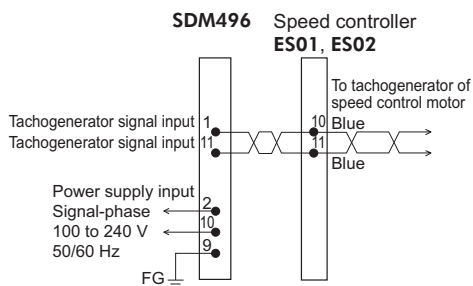 SDM496 Speed controller
ES01, ES02
To tachogenerator of
speed control motor
Tachogenerator signal input 1 10 Blue
Tachogenerator signal input 11 11
Blue
Power supply input
Signal-phase 2
100 to 240 V 10
50/60 Hz 9
FG